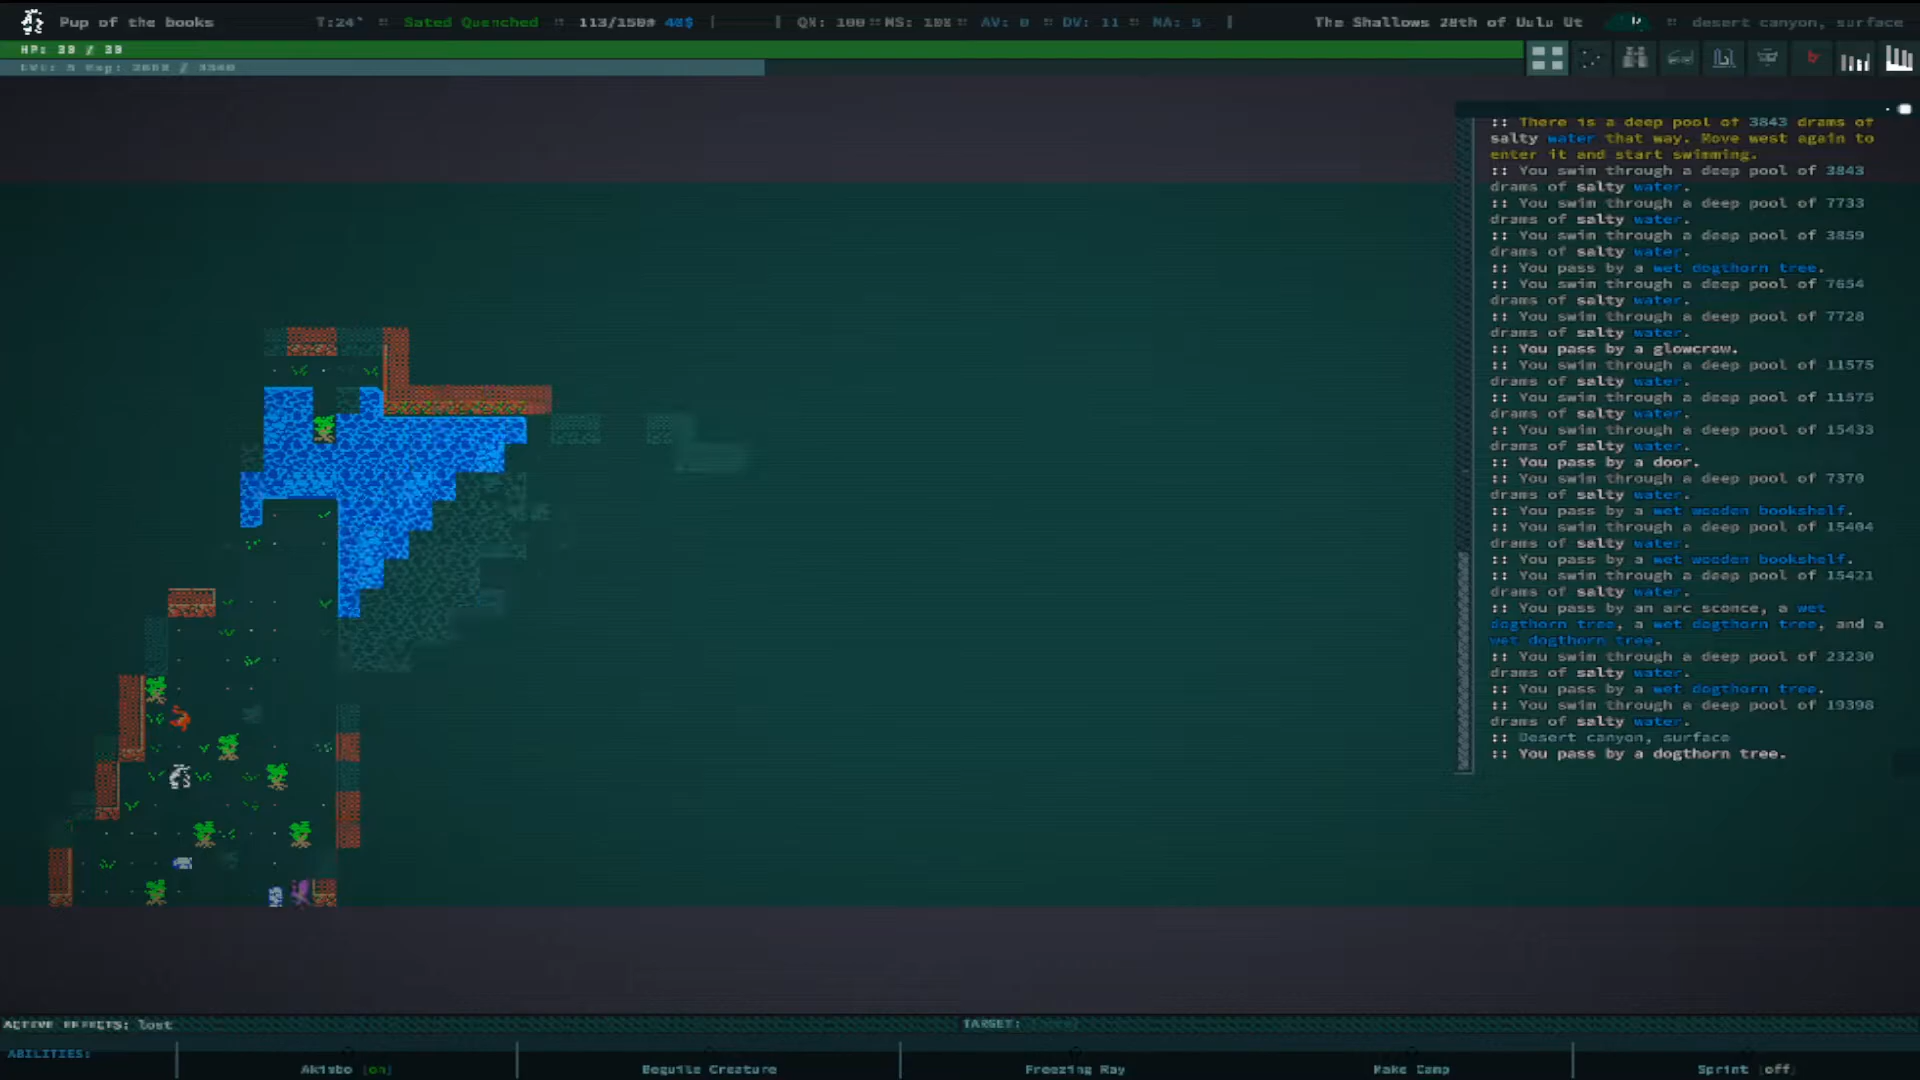 Pup of the books
T:24° :: Sated Quenched :: 113/150# 40$ | | QN: 100 :: MS: 100 :: AV: 0 :: DV: 11 :: MA: 5 | The Shallows 28th of Uulu Ut :: desert canyon, surface
HP: 39 / 39
:: There is a deep pool of 3843 drams of
salty water that way. Move west again to
enter it and start swimming.
:: You swim through a deep pool of 3843
drams of salty water.
:: You swim through a deep pool of 7733
drams of salty water.
:: You swim through a deep pool of 3859
drams of salty water.
:: You pass by a wet dogthorn tree.
:: You swim through a deep pool of 7654
drams of salty water.
:: You swim through a deep pool of 7728
drams of salty water.
:: You pass by a glowcrow.
:: You swim through a deep pool of 11575
drams of salty water.
:: You swim through a deep pool of 11575
drams of salty water.
:: You swim through a deep pool of 15433
drams of salty water.
:: You pass by a door.
:: You swim through a deep pool of 7370
drams of salty water.
:: You pass by a wet wooden bookshelf.
:: You swim through a deep pool of 15404
drams of salty water.
:: You pass by a wet wooden bookshelf.
:: You swim through a deep pool of 15421
drams of salty water.
:: You pass by an arc sconce, a wet
dogthorn tree, a wet dogthorn tree, and a
wet dogthorn tree.
:: You swim through a deep pool of 23230
drams of salty water.
:: You pass by a wet dogthorn tree.
:: You swim through a deep pool of 19398
drams of salty water.
:: Desert canyon, surface
:: You pass by a dogthorn tree.
ACTIVE EFFECTS: lost
TARGET:
ABILITIES:
Akimbo [on]
Beguile Creature
Freezing Ray
Make Camp
Sprint [off]